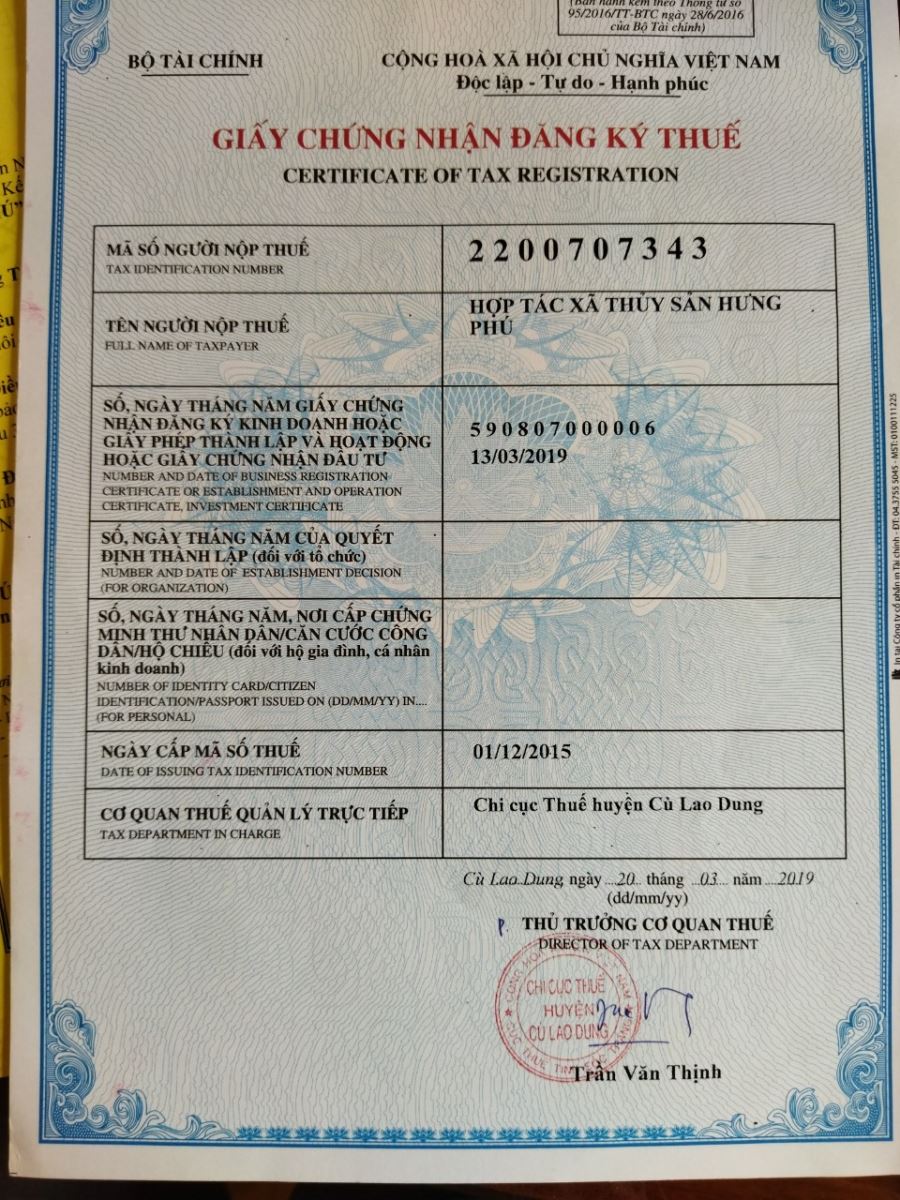 (Ban hành kèm theo Thông tư số
95/2016/TT-BTC ngày 28/6/2016
của Bộ Tài chính)
BỘ TÀI CHÍNH
CỘNG HOÀ XÃ HỘI CHỦ NGHĨA VIỆT NAM
Độc lập - Tự do - Hạnh phúc
GIẤY CHỨNG NHẬN ĐĂNG KÝ THUẾ
CERTIFICATE OF TAX REGISTRATION
MÃ SỐ NGƯỜI NỘP THUẾ
TAX IDENTIFICATION NUMBER
2200707343
TÊN NGƯỜI NỘP THUẾ
FULL NAME OF TAXPAYER
HỢP TÁC XÃ THỦY SẢN HƯNG
PHÚ
SỐ, NGÀY THÁNG NĂM GIẤY CHỨNG
NHẬN ĐĂNG KÝ KINH DOANH HOẶC
GIẤY PHÉP THÀNH LẬP VÀ HOẠT ĐỘNG
HOẶC GIẤY CHỨNG NHẬN ĐẦU TƯ
NUMBER AND DATE OF BUSINESS REGISTRATION
CERTIFICATE OR ESTABLISHMENT AND OPERATION
CERTIFICATE, INVESTMENT CERTIFICATE
590807000006
13/03/2019
SỐ, NGÀY THÁNG NĂM CỦA QUYẾT
ĐỊNH THÀNH LẬP (đối với tổ chức)
NUMBER AND DATE OF ESTABLISHMENT DECISION
(FOR ORGANIZATION)
SỐ, NGÀY THÁNG NĂM, NƠI CẤP CHỨNG
MINH THƯ NHÂN DÂN/CĂN CƯỚC CÔNG
DÂN/HỘ CHIẾU (đối với hộ gia đình, cá nhân
kinh doanh)
NUMBER OF IDENTITY CARD/CITIZEN
IDENTIFICATION/PASSPORT ISSUED ON (DD/MM/YY) IN....
(FOR PERSONAL)
NGÀY CẤP MÃ SỐ THUẾ
DATE OF ISSUING TAX IDENTIFICATION NUMBER
01/12/2015
CƠ QUAN THUẾ QUẢN LÝ TRỰC TIẾP
TAX DEPARTMENT IN CHARGE
Chi cục Thuế huyện Cù Lao Dung
Cù Lao Dung, ngày 20 tháng 03 năm 2019
(dd/mm/yy)
P. THỦ TRƯỞNG CƠ QUAN THUẾ
DIRECTOR OF TAX DEPARTMENT
CHI CỤC THUẾ
HUYỆN
CÙ LAO DUNG
Trần Văn Thịnh
In tại Công ty cổ phần in Tài chính - ĐT: 04.3755 5045 - MST: 0100111225